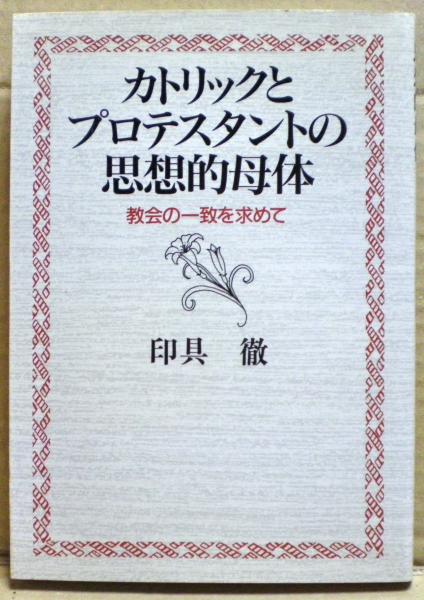 カトリックと
プロテスタントの
思想的母体
教会の一致を求めて
印具 徹